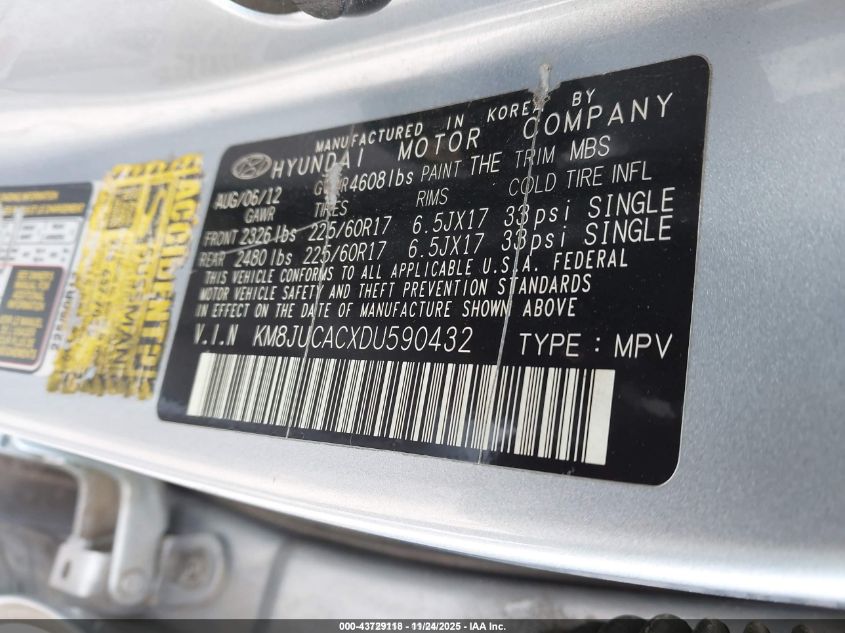 MANUFACTURED IN KOREA BY
HYUNDAI MOTOR COMPANY
AUG/06/12 GVWR 4608lbs PAINT THE TRIM MBS
GAWR TIRES RIMS COLD TIRE INFL
FRONT 2326lbs 225/60R17 6.5JX17 33psi SINGLE
REAR 2480lbs 225/60R17 6.5JX17 33psi SINGLE
THIS VEHICLE CONFORMS TO ALL APPLICABLE U.S.A. FEDERAL
MOTOR VEHICLE SAFETY AND THEFT PREVENTION STANDARDS
IN EFFECT ON THE DATE OF MANUFACTURE SHOWN ABOVE
V.I.N KM8JUCACXDU590432 TYPE : MPV
ACCIDENTE
000-43729118 - 11/24/2025 - IAA Inc.